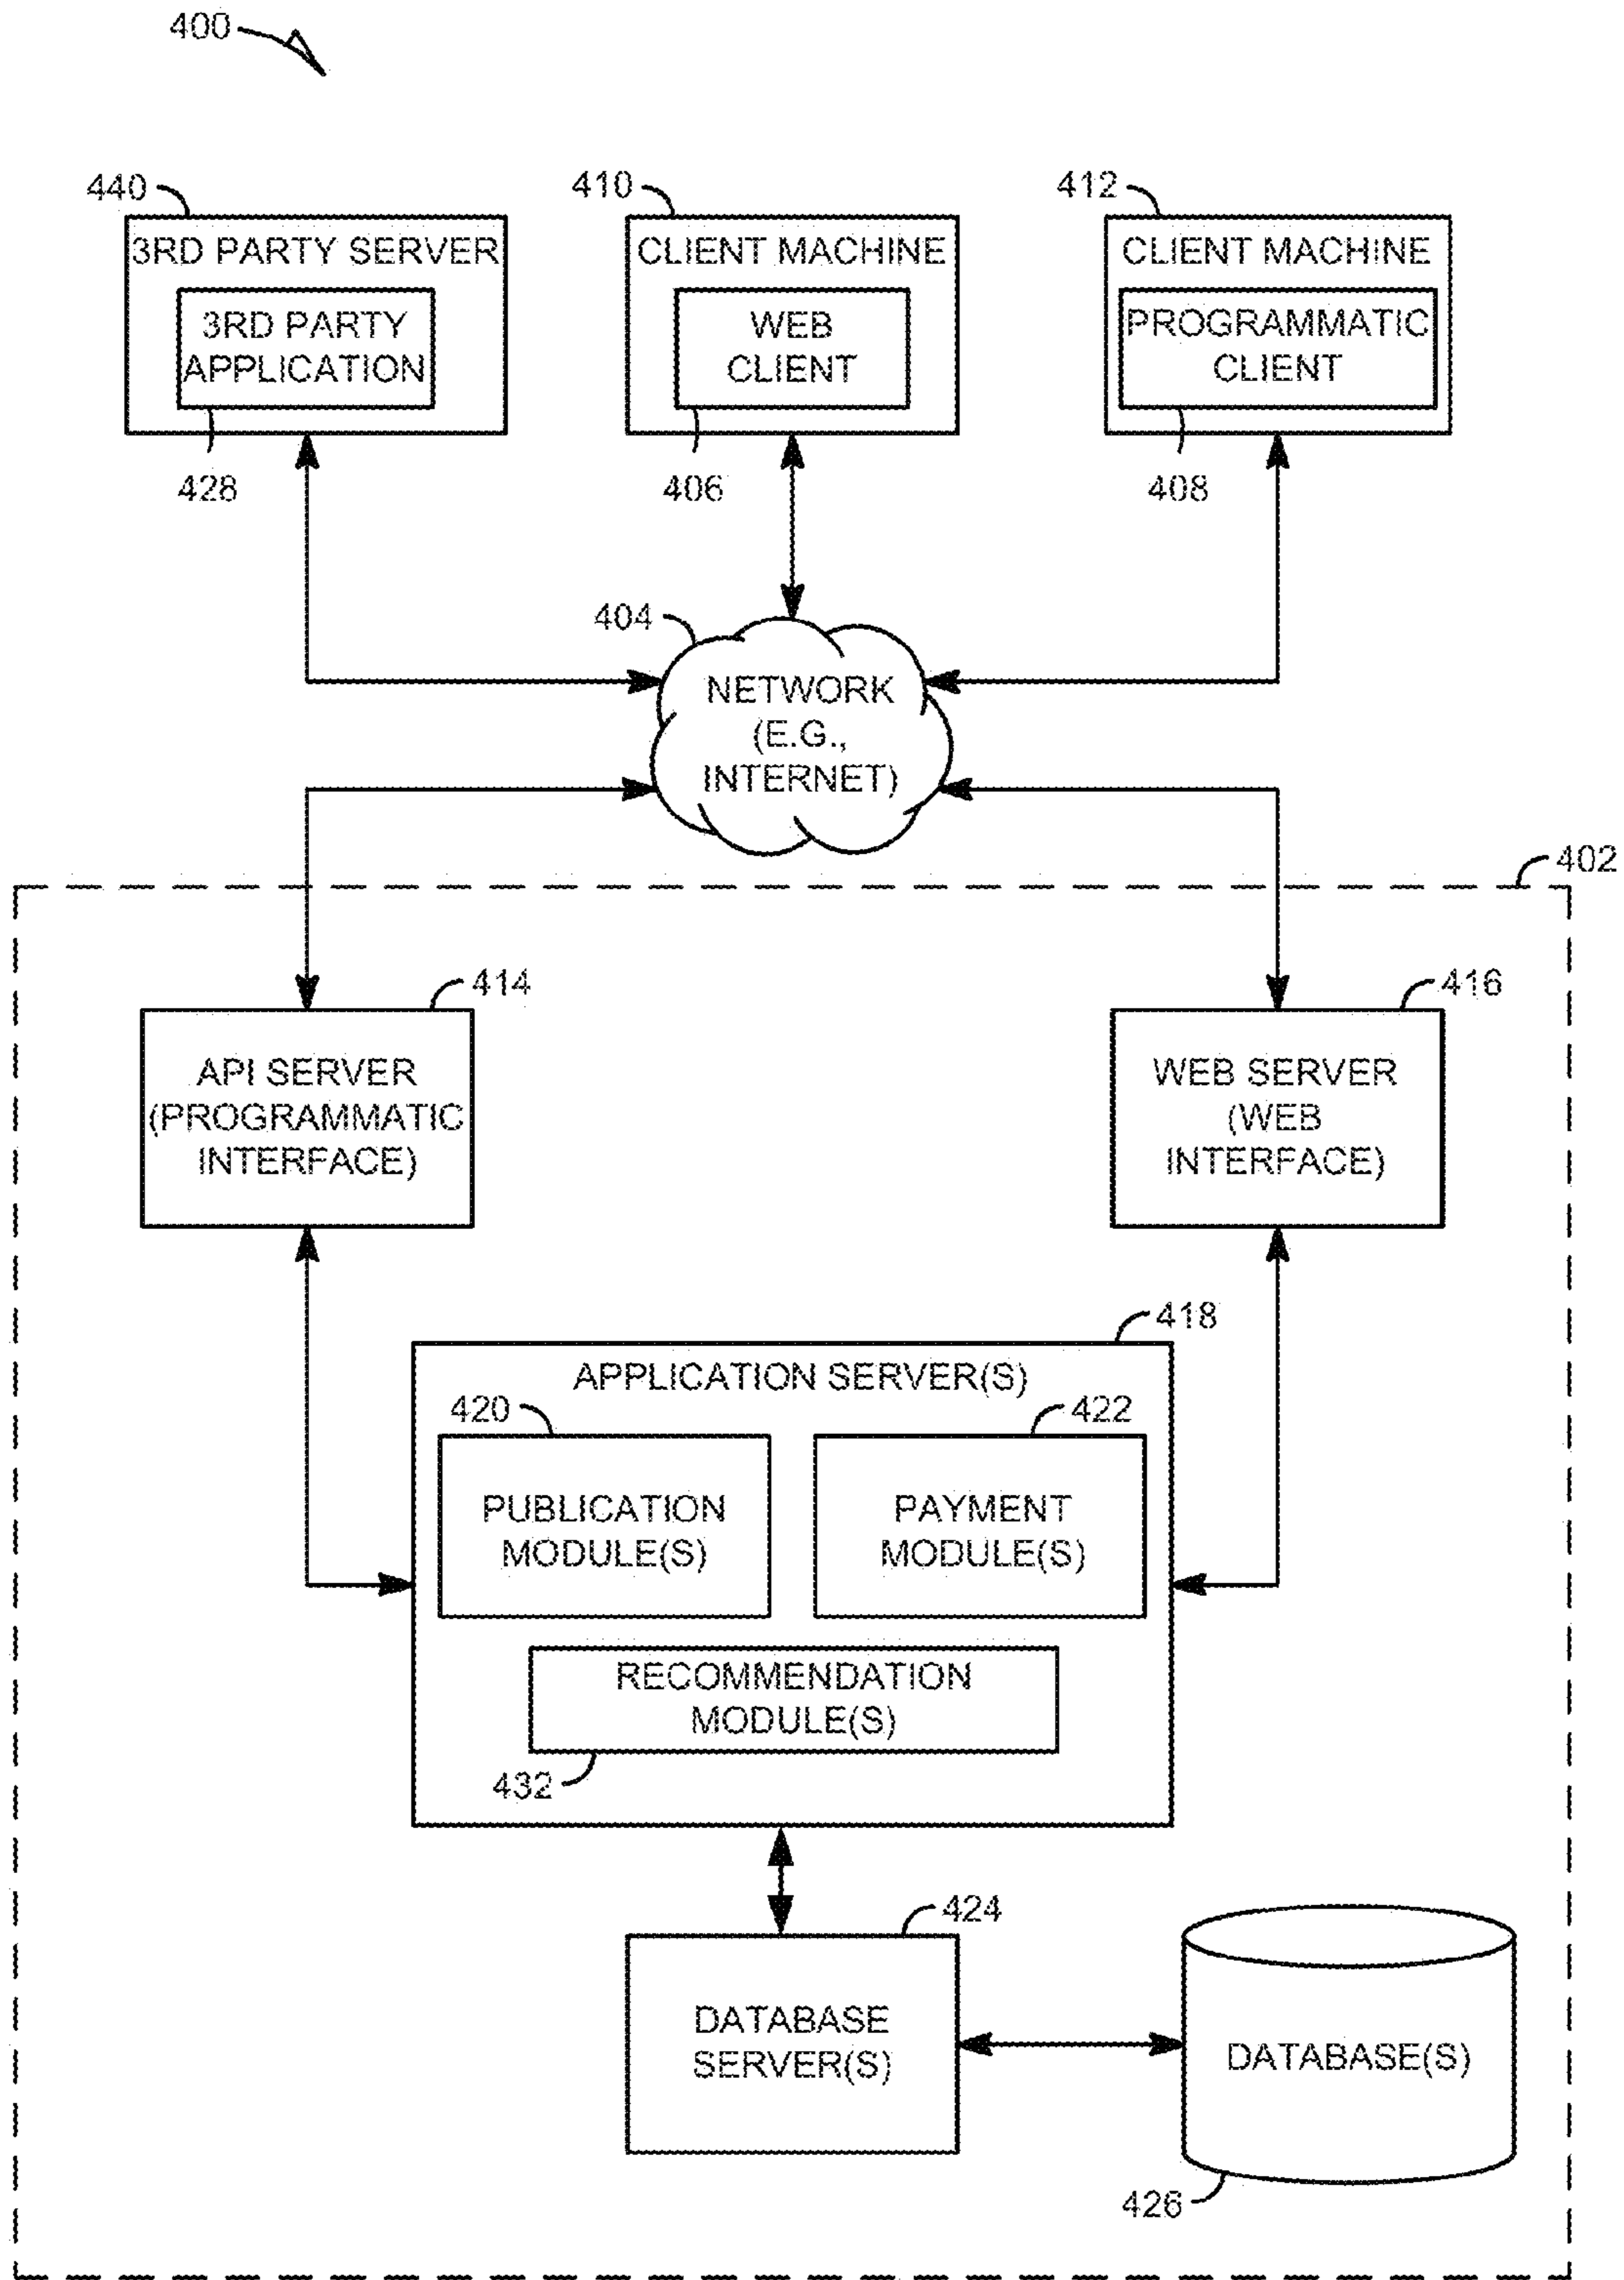 400
440
410
412
3RD PARTY SERVER
CLIENT MACHINE
CLIENT MACHINE
3RD PARTY
APPLICATION
WEB
CLIENT
PROGRAMMATIC
CLIENT
428
406
408
404
NETWORK
(E.G.,
INTERNET)
402
414
416
API SERVER
(PROGRAMMATIC
INTERFACE)
WEB SERVER
(WEB
INTERFACE)
418
APPLICATION SERVER(S)
420
422
PUBLICATION
MODULE(S)
PAYMENT
MODULE(S)
RECOMMENDATION
MODULE(S)
432
424
DATABASE
SERVER(S)
DATABASE(S)
426